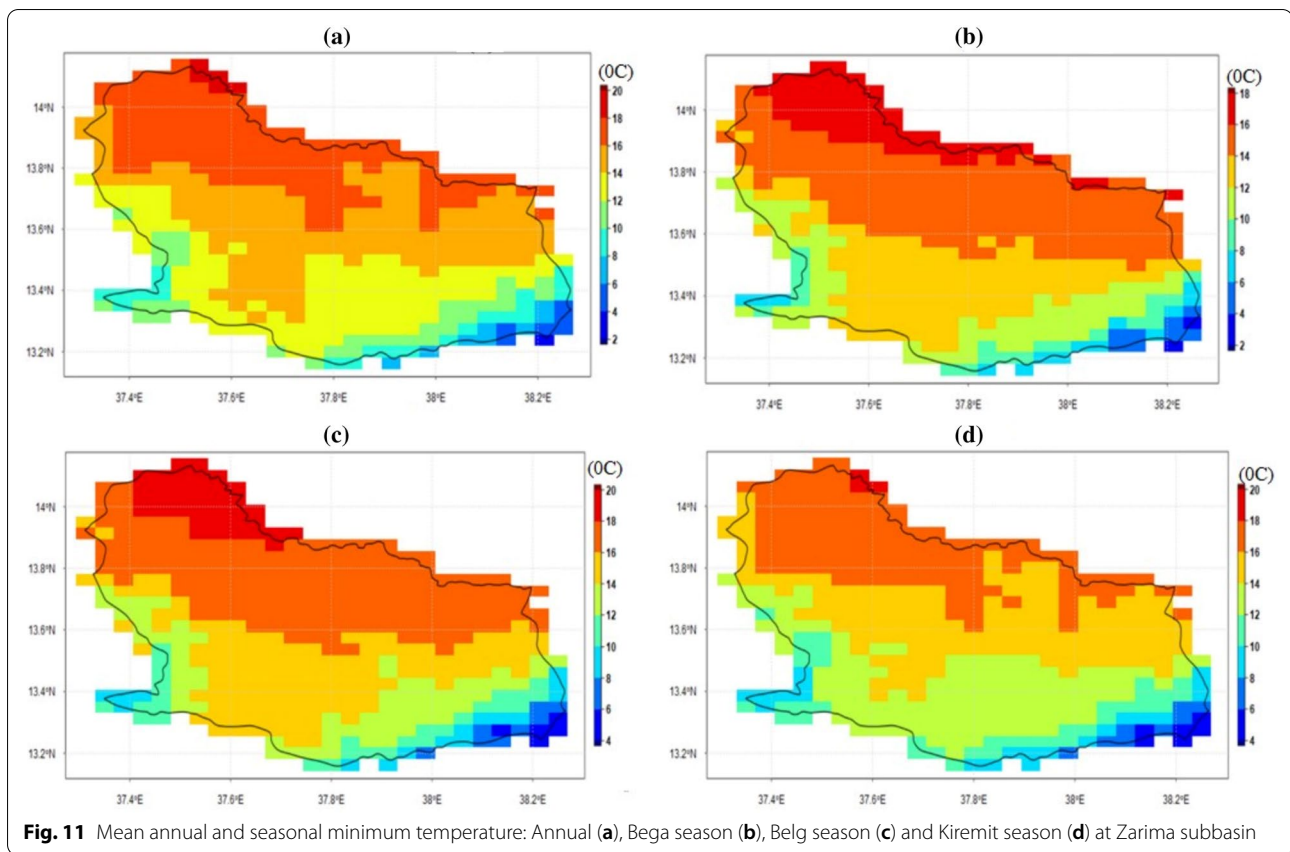 (a)
(0C)
20
18
16
14
12
10
8
6
4
2
14°N
13.8°N
13.6°N
13.4°N
13.2°N
37.4°E
37.6°E
37.8°E
38°E
38.2°E
(b)
(0C)
18
16
14
12
10
8
6
4
2
14°N
13.8°N
13.6°N
13.4°N
13.2°N
37.4°E
37.6°E
37.8°E
38°E
38.2°E
(c)
(0C)
20
18
16
14
12
10
8
6
4
14°N
13.8°N
13.6°N
13.4°N
13.2°N
37.4°E
37.6°E
37.8°E
38°E
38.2°E
(d)
(0C)
20
18
16
14
12
10
8
6
4
14°N
13.8°N
13.6°N
13.4°N
13.2°N
37.4°E
37.6°E
37.8°E
38°E
38.2°E
Fig. 11 Mean annual and seasonal minimum temperature: Annual (a), Bega season (b), Belg season (c) and Kiremit season (d) at Zarima subbasin